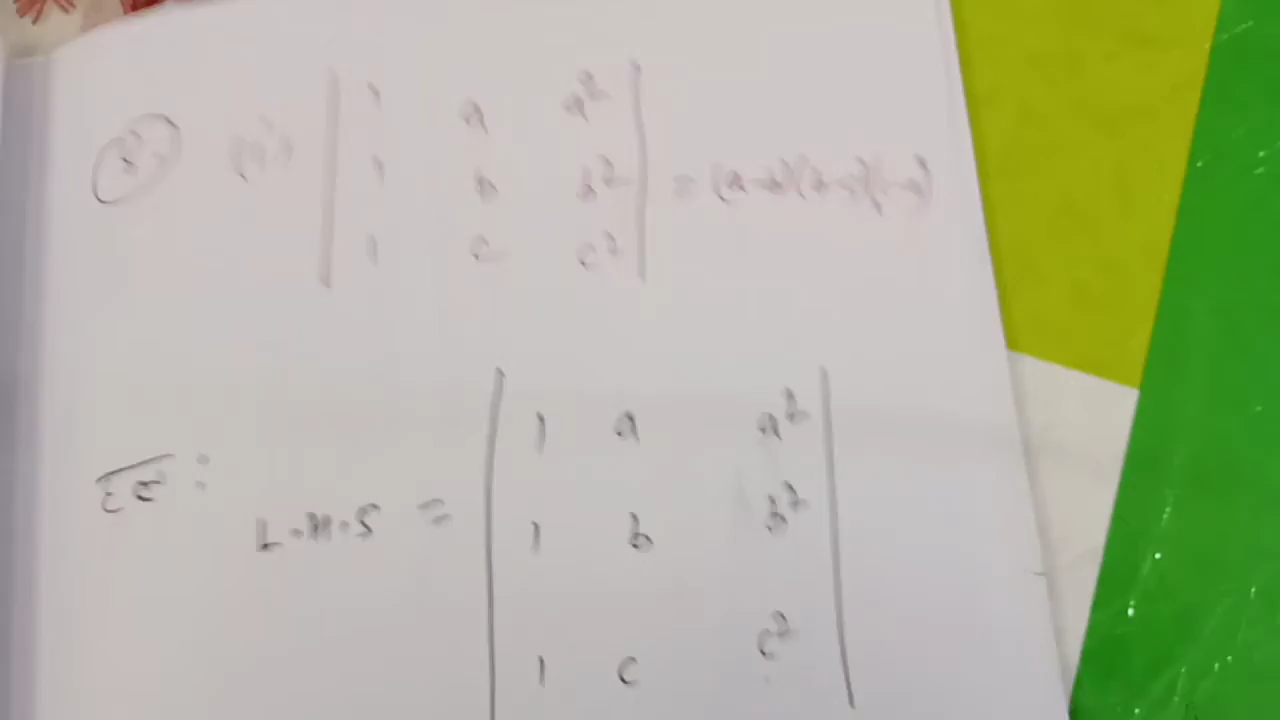 (i) | 1 a a² |
| 1 b b² | = (a-b)(b-c)(c-a)
| 1 c c² |
| 1 a a² |
L.H.S = | 1 b b² |
| 1 c c² |